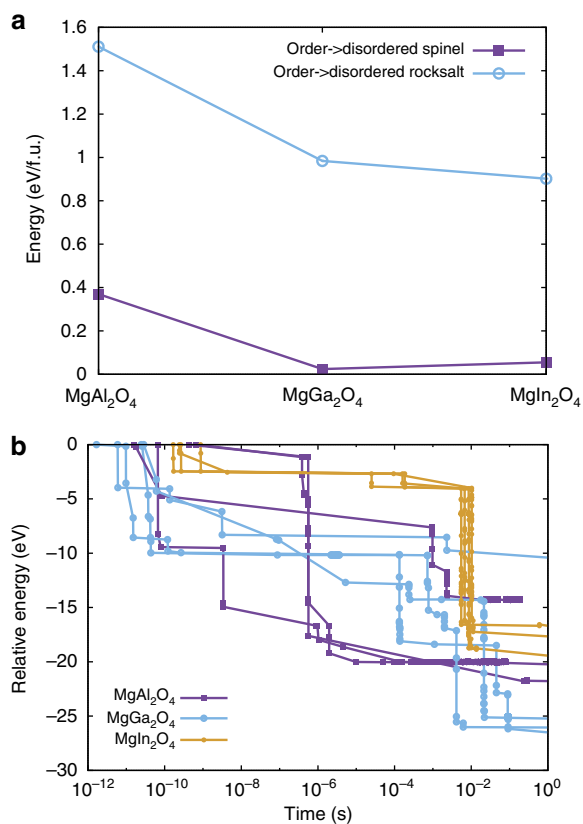 a
Energy (eV/f.u.)
1.6
1.4
1.2
1
0.8
0.6
0.4
0.2
0
Order->disordered spinel
Order->disordered rocksalt
MgAl₂O₄ MgGa₂O₄ MgIn₂O₄
b
Relative energy (eV)
0
−5
−10
−15
−20
−25
−30
MgAl₂O₄
MgGa₂O₄
MgIn₂O₄
10⁻¹² 10⁻¹⁰ 10⁻⁸ 10⁻⁶ 10⁻⁴ 10⁻² 10⁰
Time (s)